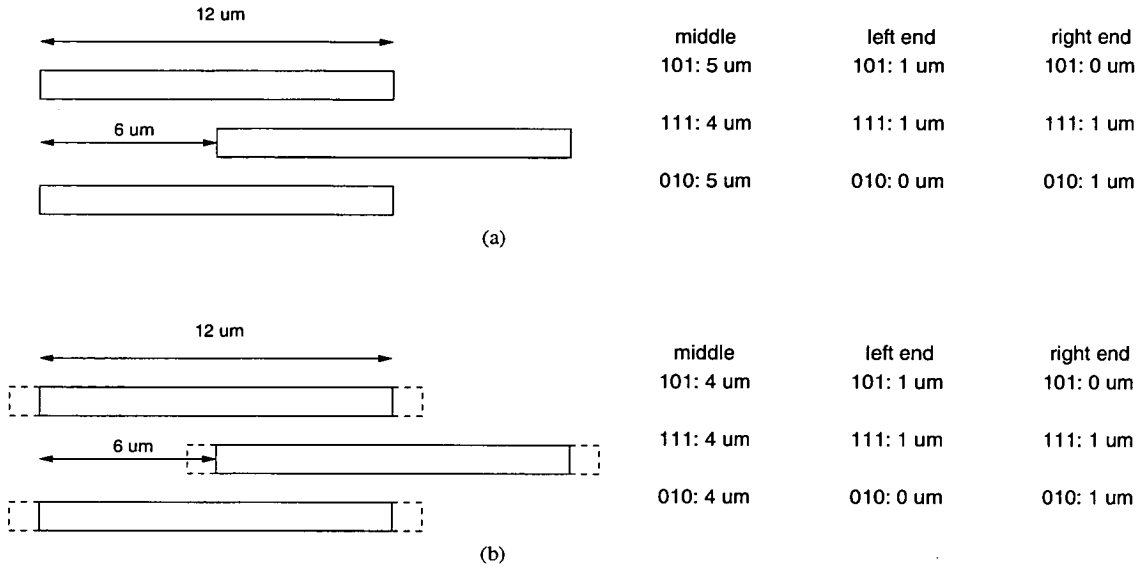 12 um
middle left end right end
101: 5 um 101: 1 um 101: 0 um
6 um 111: 4 um 111: 1 um 111: 1 um
010: 5 um 010: 0 um 010: 1 um
(a)
12 um
middle left end right end
101: 4 um 101: 1 um 101: 0 um
6 um 111: 4 um 111: 1 um 111: 1 um
010: 4 um 010: 0 um 010: 1 um
(b)